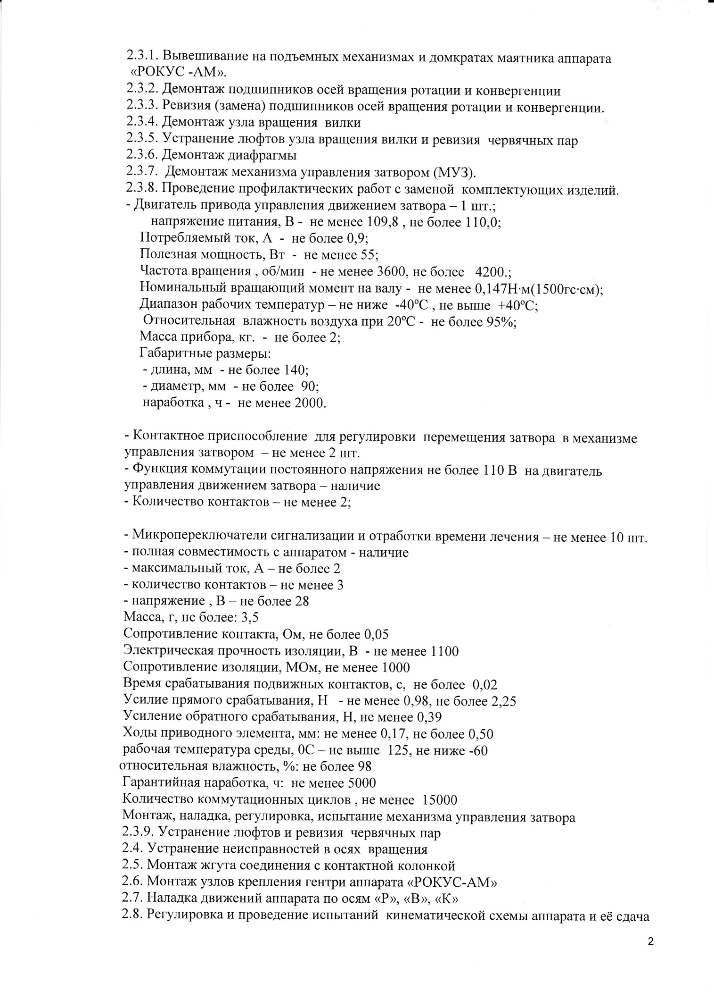 2.3.1. Вывешивание на подъемных механизмах и домкратах маятника аппарата
«РОКУС -АМ».
2.3.2. Демонтаж подшипников осей вращения ротации и конвергенции
2.3.3. Ревизия (замена) подшипников осей вращения ротации и конвергенции.
2.3.4. Демонтаж узла вращения вилки
2.3.5. Устранение люфтов узла вращения вилки и ревизия червячных пар
2.3.6. Демонтаж диафрагмы
2.3.7. Демонтаж механизма управления затвором (МУЗ).
2.3.8. Проведение профилактических работ с заменой комплектующих изделий.
- Двигатель привода управления движением затвора – 1 шт.;
напряжение питания, В - не менее 109,8 , не более 110,0;
Потребляемый ток, А - не более 0,9;
Полезная мощность, Вт - не менее 55;
Частота вращения , об/мин - не менее 3600, не более 4200.;
Номинальный вращающий момент на валу - не менее 0,147Н·м(1500гс·см);
Диапазон рабочих температур – не ниже -40ºС , не выше +40ºС;
Относительная влажность воздуха при 20ºС - не более 95%;
Масса прибора, кг. - не более 2;
Габаритные размеры:
- длина, мм - не более 140;
- диаметр, мм - не более 90;
наработка , ч - не менее 2000.
- Контактное приспособление для регулировки перемещения затвора в механизме
управления затвором – не менее 2 шт.
- Функция коммутации постоянного напряжения не более 110 В на двигатель
управления движением затвора – наличие
- Количество контактов – не менее 2;
- Микропереключатели сигнализации и отработки времени лечения – не менее 10 шт.
- полная совместимость с аппаратом - наличие
- максимальный ток, А – не более 2
- количество контактов – не менее 3
- напряжение , В – не более 28
Масса, г, не более: 3,5
Сопротивление контакта, Ом, не более 0,05
Электрическая прочность изоляции, В - не менее 1100
Сопротивление изоляции, МОм, не менее 1000
Время срабатывания подвижных контактов, с, не более 0,02
Усилие прямого срабатывания, Н - не менее 0,98, не более 2,25
Усиление обратного срабатывания, Н, не менее 0,39
Ходы приводного элемента, мм: не менее 0,17, не более 0,50
рабочая температура среды, 0С – не выше 125, не ниже -60
относительная влажность, %: не более 98
Гарантийная наработка, ч: не менее 5000
Количество коммутационных циклов , не менее 15000
Монтаж, наладка, регулировка, испытание механизма управления затвора
2.3.9. Устранение люфтов и ревизия червячных пар
2.4. Устранение неисправностей в осях вращения
2.5. Монтаж жгута соединения с контактной колонкой
2.6. Монтаж узлов крепления гентри аппарата «РОКУС-АМ»
2.7. Наладка движений аппарата по осям «Р», «В», «К»
2.8. Регулировка и проведение испытаний кинематической схемы аппарата и её сдача
2